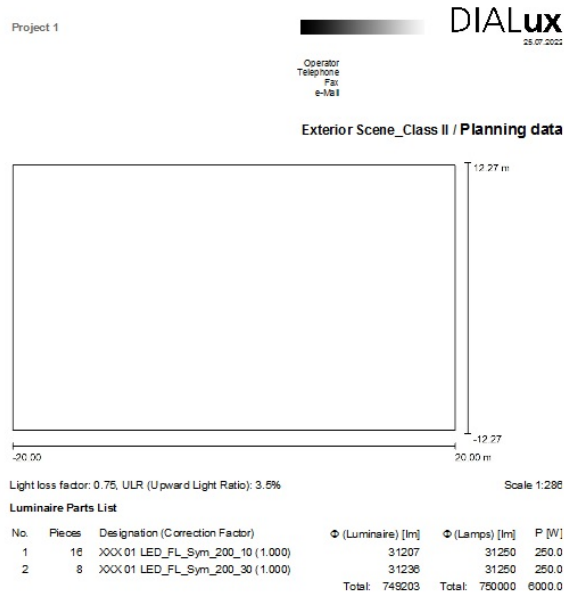 Project 1
DIALux
25.07.2022
Operator
Telephone
Fax
e-Mail
Exterior Scene_Class II / Planning data
12.27 m
-12.27
-20.00
20.00 m
Light loss factor: 0.75, ULR (Upward Light Ratio): 3.5%
Scale 1:286
Luminaire Parts List
No. Pieces Designation (Correction Factor) Φ (Luminaire) [lm] Φ (Lamps) [lm] P [W]
1 16 XXX 01 LED_FL_Sym_200_10 (1.000) 31207 31250 250.0
2 8 XXX 01 LED_FL_Sym_200_30 (1.000) 31236 31250 250.0
Total: 749203 Total: 750000 6000.0